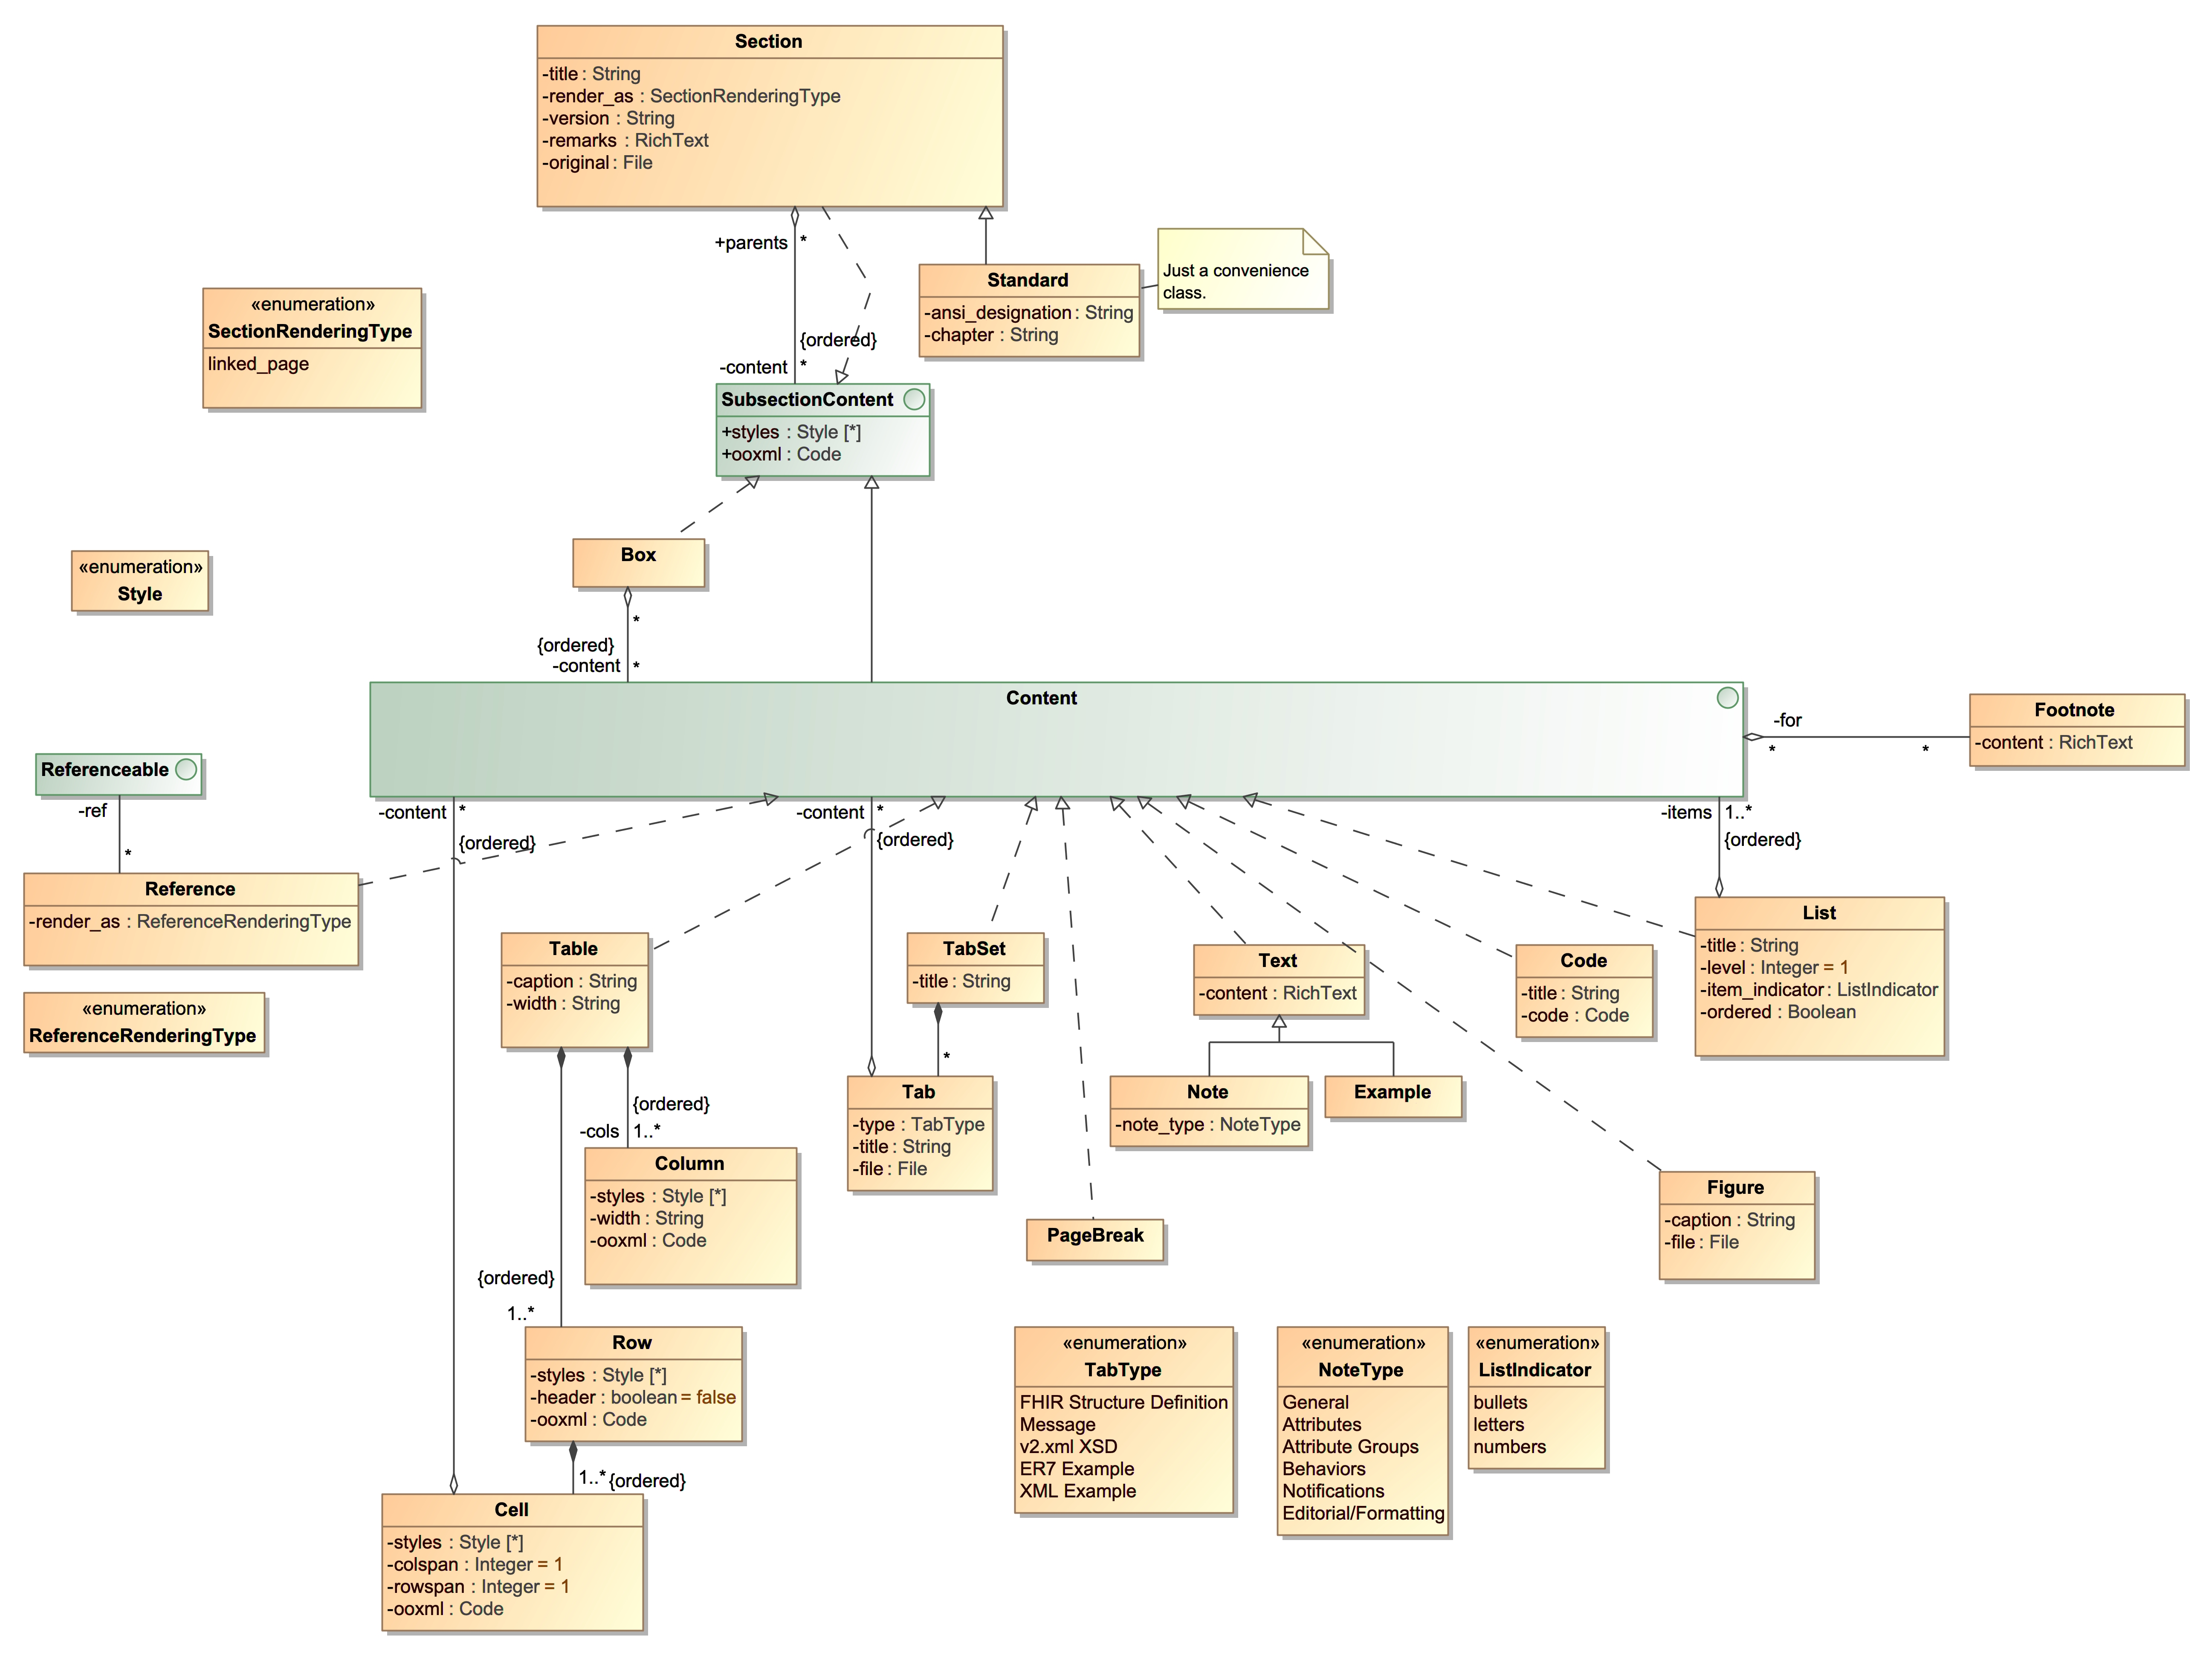 Section
-title : String
-render_as : SectionRenderingType
-version : String
-remarks : RichText
-original : File
+parents
*
{ordered}
-content
*
Standard
-ansi_designation : String
-chapter : String
Just a convenience
class.
«enumeration»
SectionRenderingType
linked_page
SubsectionContent
+styles : Style [*]
+ooxml : Code
Box
*
{ordered}
-content
*
«enumeration»
Style
Content
-for
*
*
Footnote
-content : RichText
Referenceable
-ref
*
Reference
-render_as : ReferenceRenderingType
«enumeration»
ReferenceRenderingType
-content
*
{ordered}
-content
*
{ordered}
-items
1..*
{ordered}
Table
-caption : String
-width : String
TabSet
-title : String
*
Text
-content : RichText
Code
-title : String
-code : Code
List
-title : String
-level : Integer = 1
-item_indicator : ListIndicator
-ordered : Boolean
{ordered}
-cols
1..*
Column
-styles : Style [*]
-width : String
-ooxml : Code
Tab
-type : TabType
-title : String
-file : File
Note
-note_type : NoteType
Example
PageBreak
Figure
-caption : String
-file : File
{ordered}
1..*
Row
-styles : Style [*]
-header : boolean = false
-ooxml : Code
1..*
{ordered}
Cell
-styles : Style [*]
-colspan : Integer = 1
-rowspan : Integer = 1
-ooxml : Code
«enumeration»
TabType
FHIR Structure Definition
Message
v2.xml XSD
ER7 Example
XML Example
«enumeration»
NoteType
General
Attributes
Attribute Groups
Behaviors
Notifications
Editorial/Formatting
«enumeration»
ListIndicator
bullets
letters
numbers